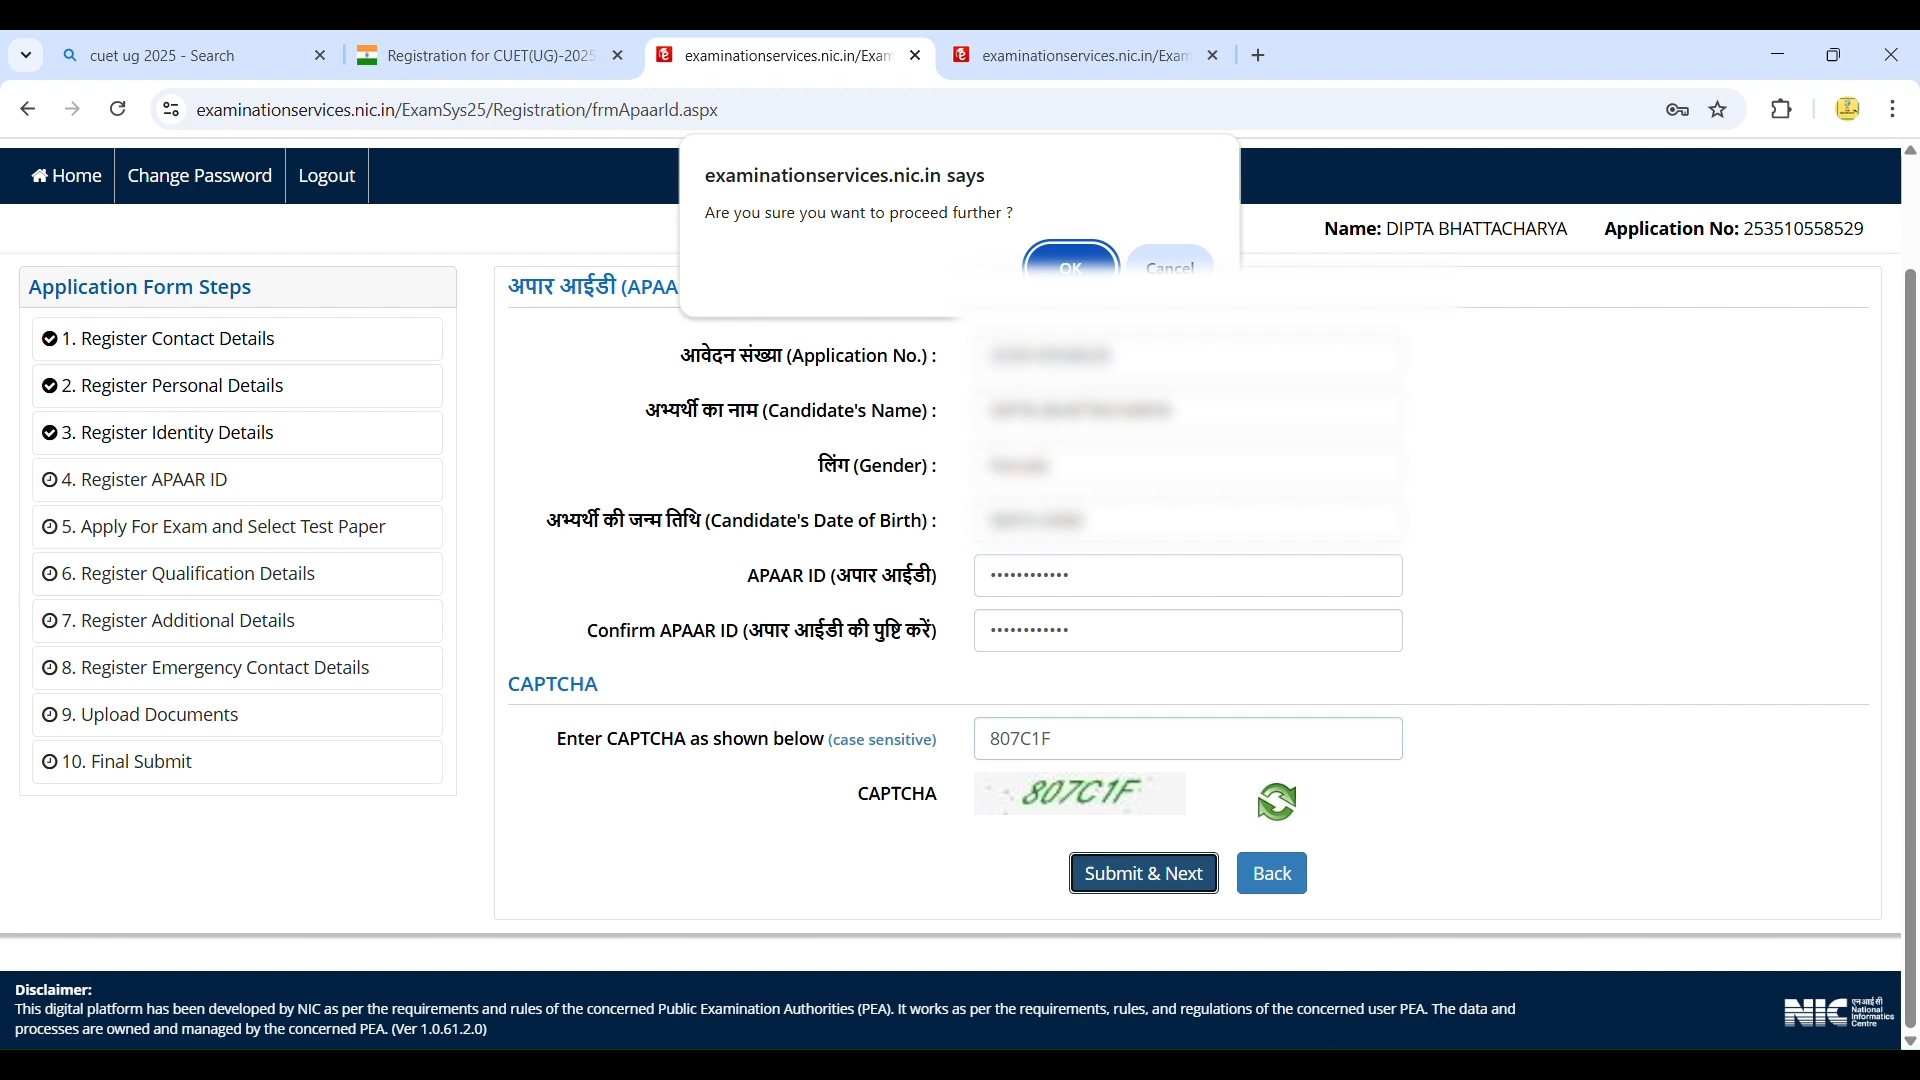 cuet ug 2025 - Search
Registration for CUET(UG)-2025
examinationservices.nic.in/Exam
examinationservices.nic.in/Exam
examinationservices.nic.in/ExamSys25/Registration/frmApaarId.aspx
examinationservices.nic.in says
Are you sure you want to proceed further ?
OK
Cancel
Home
Change Password
Logout
Name: DIPTA BHATTACHARYA
Application No: 253510558529
Application Form Steps
1. Register Contact Details
2. Register Personal Details
3. Register Identity Details
4. Register APAAR ID
5. Apply For Exam and Select Test Paper
6. Register Qualification Details
7. Register Additional Details
8. Register Emergency Contact Details
9. Upload Documents
10. Final Submit
अपार आईडी (APAA
आवेदन संख्या (Application No.) :
अभ्यर्थी का नाम (Candidate's Name) :
लिंग (Gender) :
अभ्यर्थी की जन्म तिथि (Candidate's Date of Birth) :
APAAR ID (अपार आईडी)
••••••••••••
Confirm APAAR ID (अपार आईडी की पुष्टि करें)
••••••••••••
CAPTCHA
Enter CAPTCHA as shown below (case sensitive)
807C1F
CAPTCHA
807C1F
Submit & Next
Back
Disclaimer:
This digital platform has been developed by NIC as per the requirements and rules of the concerned Public Examination Authorities (PEA). It works as per the requirements, rules, and regulations of the concerned user PEA. The data and
processes are owned and managed by the concerned PEA. (Ver 1.0.61.2.0)
NIC
एनआईसी
National
Informatics
Centre